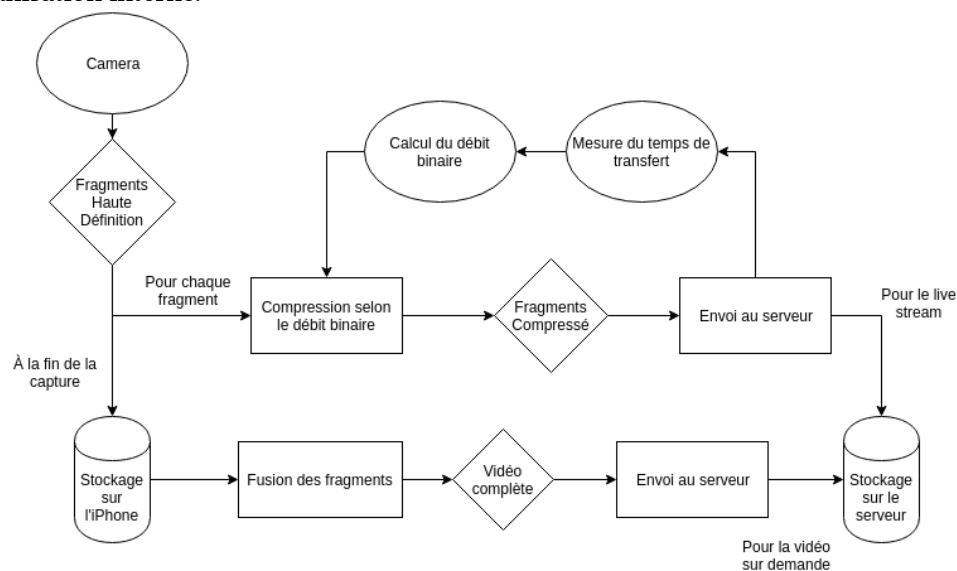 Camera
Calcul du débit
binaire
Mesure du temps de
transfert
Fragments
Haute
Définition
Pour chaque
fragment
Compression selon
le débit binaire
Fragments
Compressé
Envoi au serveur
Pour le live
stream
À la fin de la
capture
Stockage
sur
l'iPhone
Fusion des fragments
Vidéo
complète
Envoi au serveur
Stockage
sur le
serveur
Pour la vidéo
sur demande